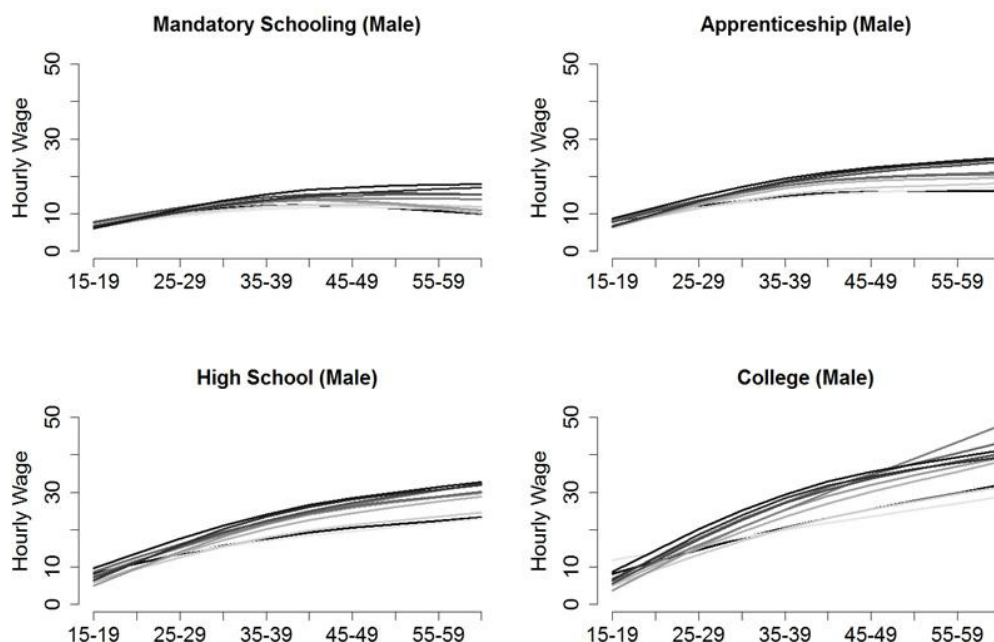 Mandatory Schooling (Male)
Hourly Wage
50
30
10
0
15-19 25-29 35-39 45-49 55-59
Apprenticeship (Male)
Hourly Wage
50
30
10
0
15-19 25-29 35-39 45-49 55-59
High School (Male)
Hourly Wage
50
30
10
0
15-19 25-29 35-39 45-49 55-59
College (Male)
Hourly Wage
50
30
10
0
15-19 25-29 35-39 45-49 55-59